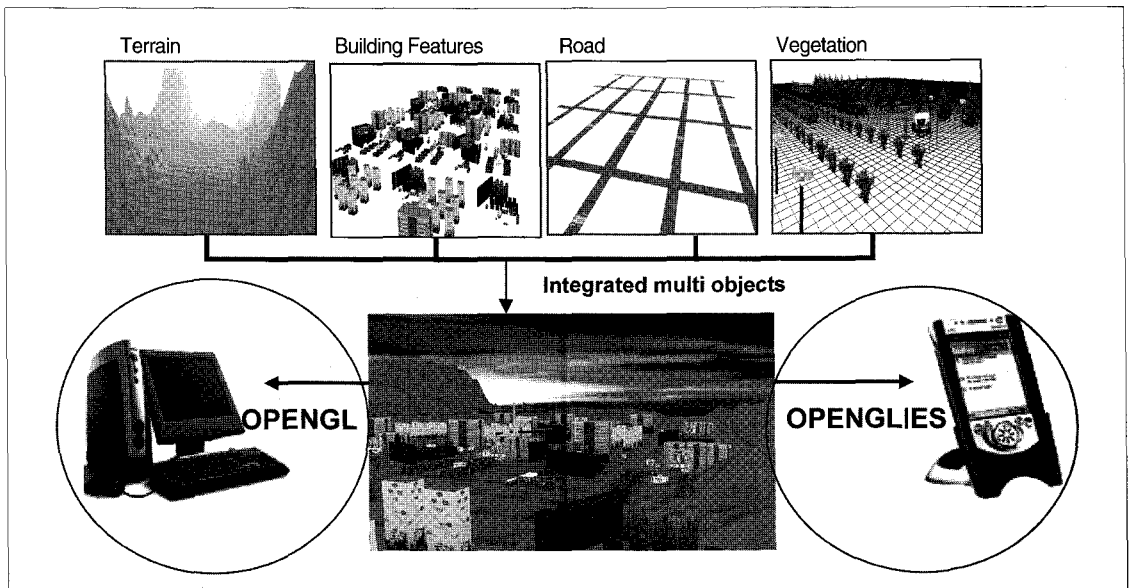 Terrain
Building Features
Road
Vegetation
Integrated multi objects
OPENGL
OPENGL|ES